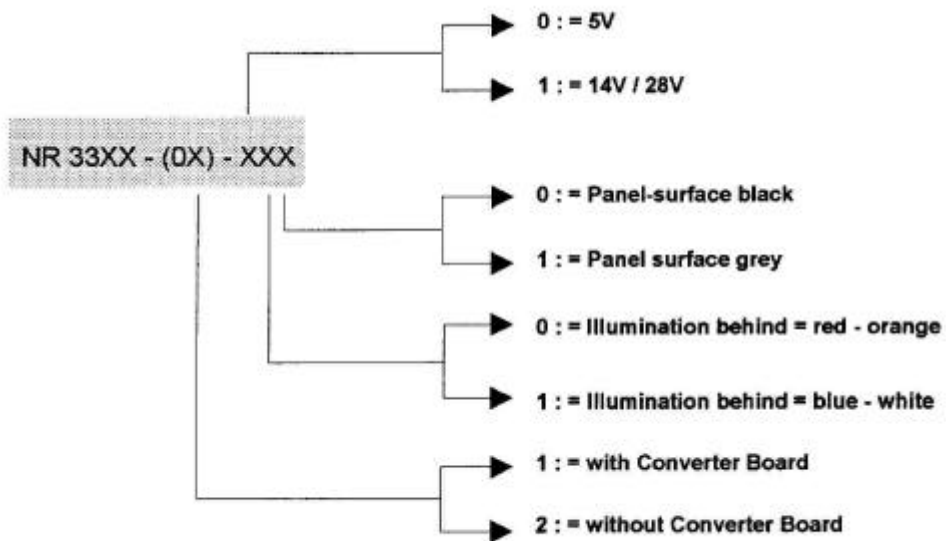 0 : = 5V
1 : = 14V / 28V
NR 33XX - (0X) - XXX
0 : = Panel-surface black
1 : = Panel surface grey
0 : = Illumination behind = red - orange
1 : = Illumination behind = blue - white
1 : = with Converter Board
2 : = without Converter Board